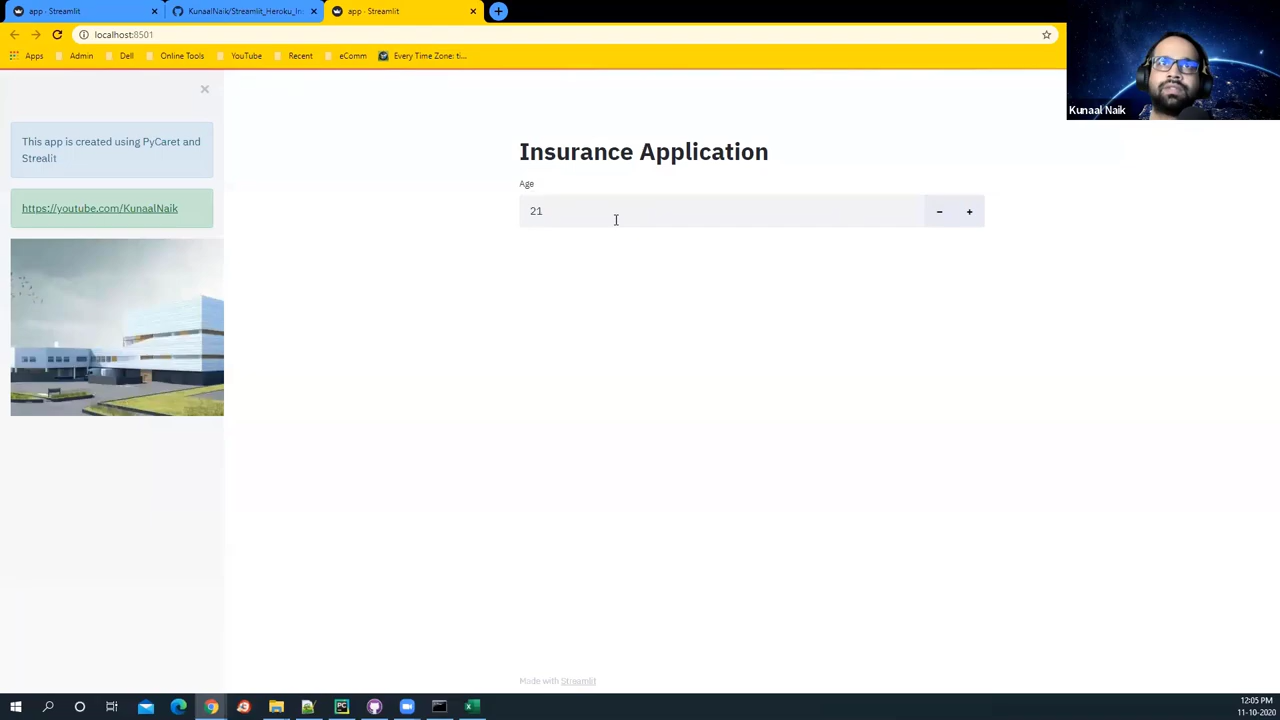 app - Streamlit
KunaalNaik/Streamlit_Heroku_In
app - Streamlit
localhost:8501
Apps
Admin
Dell
Online Tools
YouTube
Recent
eComm
Every Time Zone: ti...
Kunaal Naik
This app is created using PyCaret and
Strealit
https://youtube.com/KunaalNaik
Insurance Application
Age
21
Made with Streamlit
12:05 PM
11-10-2020